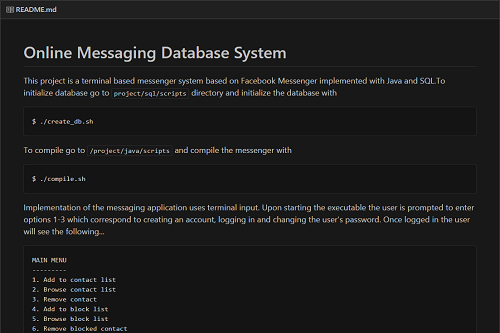 README.md
Online Messaging Database System
This project is a terminal based messenger system based on Facebook Messenger implemented with Java and SQL.To
initialize database go to project/sql/scripts directory and initialize the database with
$ ./create_db.sh
To compile go to /project/java/scripts and compile the messenger with
$ ./compile.sh
Implementation of the messaging application uses terminal input. Upon starting the executable the user is prompted to enter
options 1-3 which correspond to creating an account, logging in and changing the user's password. Once logged in the user
will see the following...
MAIN MENU
---------
1. Add to contact list
2. Browse contact list
3. Remove contact
4. Add to block list
5. Browse block list
6. Remove blocked contact